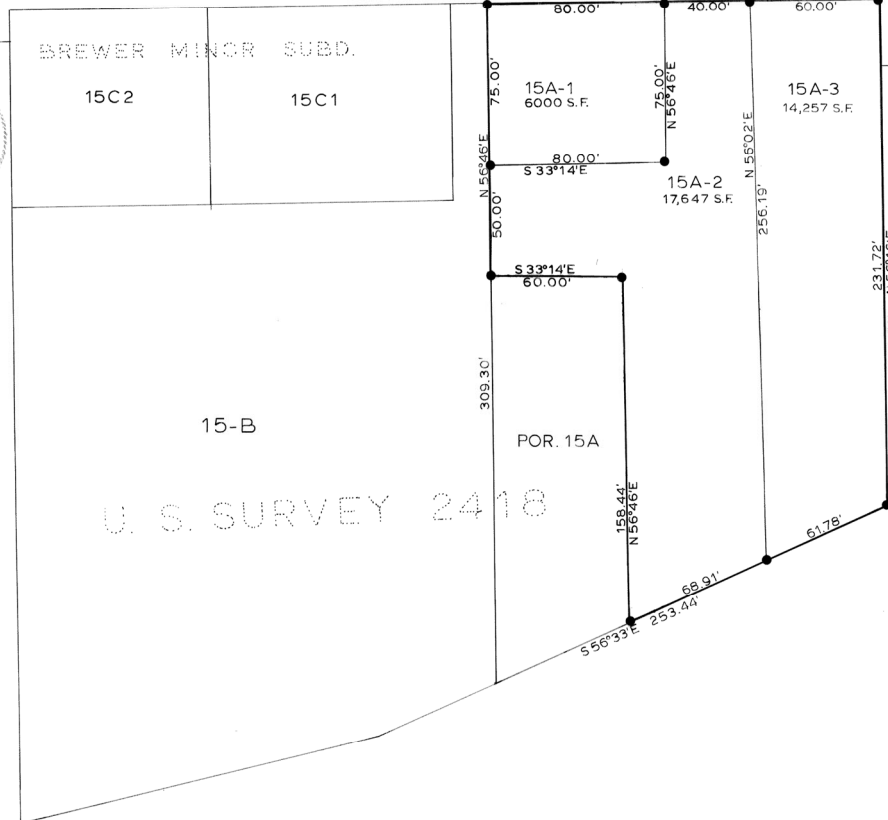 80.00'
40.00'
60.00'
BREWER MINOR SUBD.
15C2
15C1
75.00'
15A-1
6000 S.F.
75.00'
N 56°46'E
15A-3
14,257 S.F.
N 56°46'E
80.00'
S 33°14'E
N 56°02'E
15A-2
17,647 S.F.
50.00'
256.19'
231.72'
S 33°14'E
60.00'
309.30'
15-B
POR. 15A
U. S. SURVEY 2418
158.44'
N 56°46'E
61.78'
68.91'
S 56°33'E 253.44'